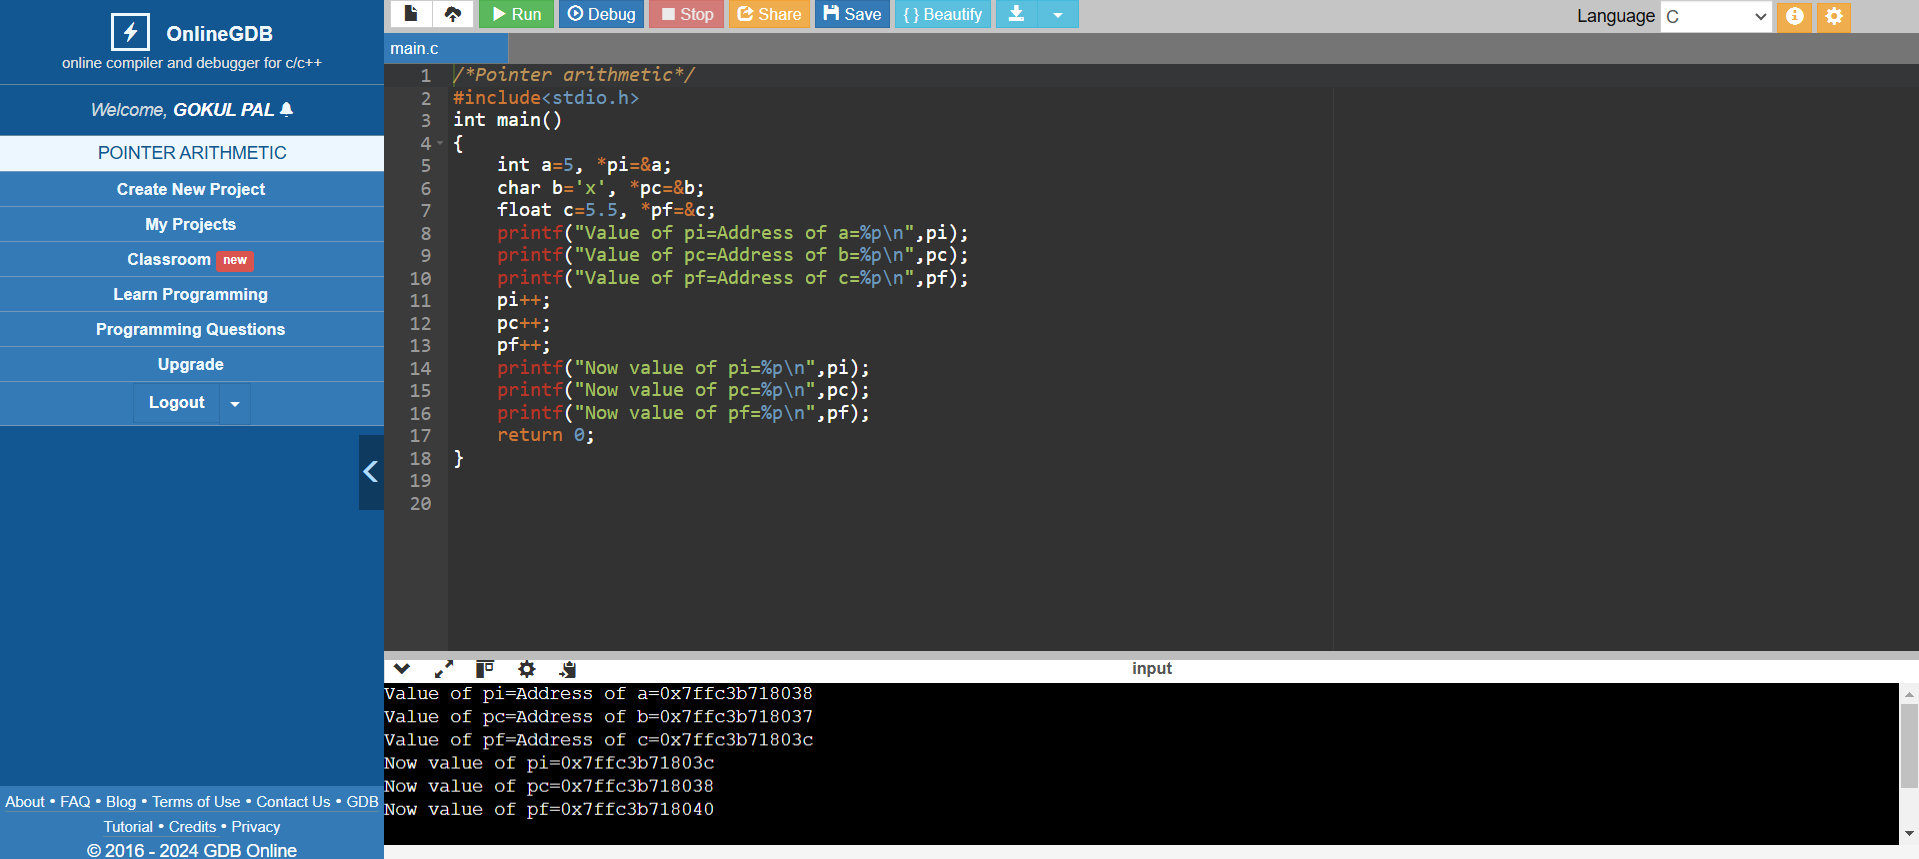 OnlineGDB
online compiler and debugger for c/c++
Welcome, GOKUL PAL
POINTER ARITHMETIC
Create New Project
My Projects
Classroom new
Learn Programming
Programming Questions
Upgrade
Logout
About • FAQ • Blog • Terms of Use • Contact Us • GDB
Tutorial • Credits • Privacy
© 2016 - 2024 GDB Online
Run Debug Stop Share Save { } Beautify
Language C
main.c
1 /*Pointer arithmetic*/
2 #include<stdio.h>
3 int main()
4 {
5 int a=5, *pi=&a;
6 char b='x', *pc=&b;
7 float c=5.5, *pf=&c;
8 printf("Value of pi=Address of a=%p\n",pi);
9 printf("Value of pc=Address of b=%p\n",pc);
10 printf("Value of pf=Address of c=%p\n",pf);
11 pi++;
12 pc++;
13 pf++;
14 printf("Now value of pi=%p\n",pi);
15 printf("Now value of pc=%p\n",pc);
16 printf("Now value of pf=%p\n",pf);
17 return 0;
18 }
19
20
input
Value of pi=Address of a=0x7ffc3b718038
Value of pc=Address of b=0x7ffc3b718037
Value of pf=Address of c=0x7ffc3b71803c
Now value of pi=0x7ffc3b71803c
Now value of pc=0x7ffc3b718038
Now value of pf=0x7ffc3b718040